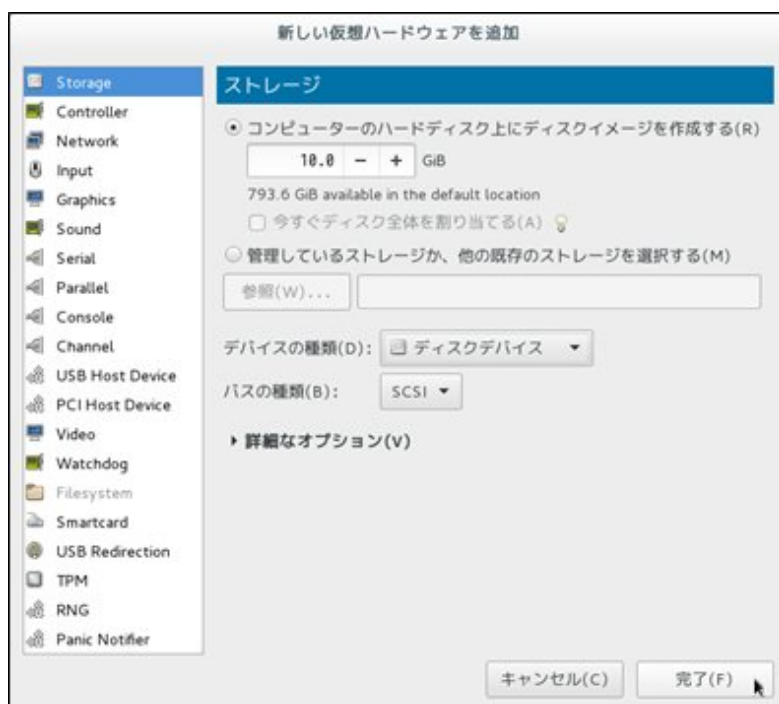 新しい仮想ハードウェアを追加
Storage
Controller
Network
Input
Graphics
Sound
Serial
Parallel
Console
Channel
USB Host Device
PCI Host Device
Video
Watchdog
Filesystem
Smartcard
USB Redirection
TPM
RNG
Panic Notifier
ストレージ
コンピューターのハードディスク上にディスクイメージを作成する(R)
10.0 − + GiB
793.6 GiB available in the default location
今すぐディスク全体を割り当てる(A)
管理しているストレージか、他の既存のストレージを選択する(M)
参照(W)...
デバイスの種類(D): ディスクデバイス
バスの種類(B): SCSI
詳細なオプション(V)
キャンセル(C) 完了(F)